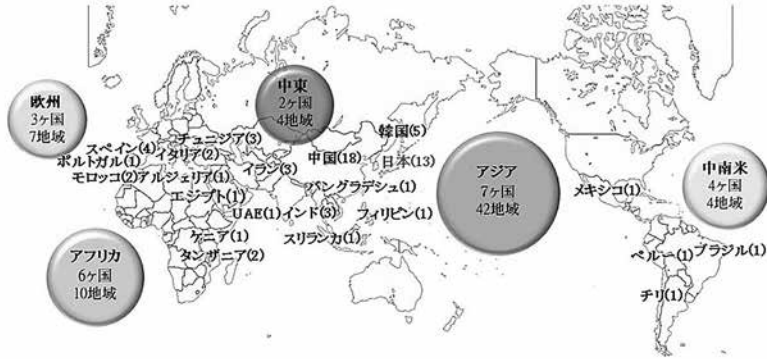 欧州
3ヶ国
7地域
中東
2ヶ国
4地域
アジア
7ヶ国
42地域
中南米
4ヶ国
4地域
アフリカ
6ヶ国
10地域
チュニジア(3)
スペイン(4)
イタリア(2)
ポルトガル(1)
モロッコ(2)アルジェリア(1)
エジプト(1)
イラン(3)
韓国(5)
中国(18)
日本(13)
バングラデシュ(1)
UAE(1)インド(3)
フィリピン(1)
スリランカ(1)
ケニア(1)
タンザニア(2)
メキシコ(1)
ペルー(1)
ブラジル(1)
チリ(1)